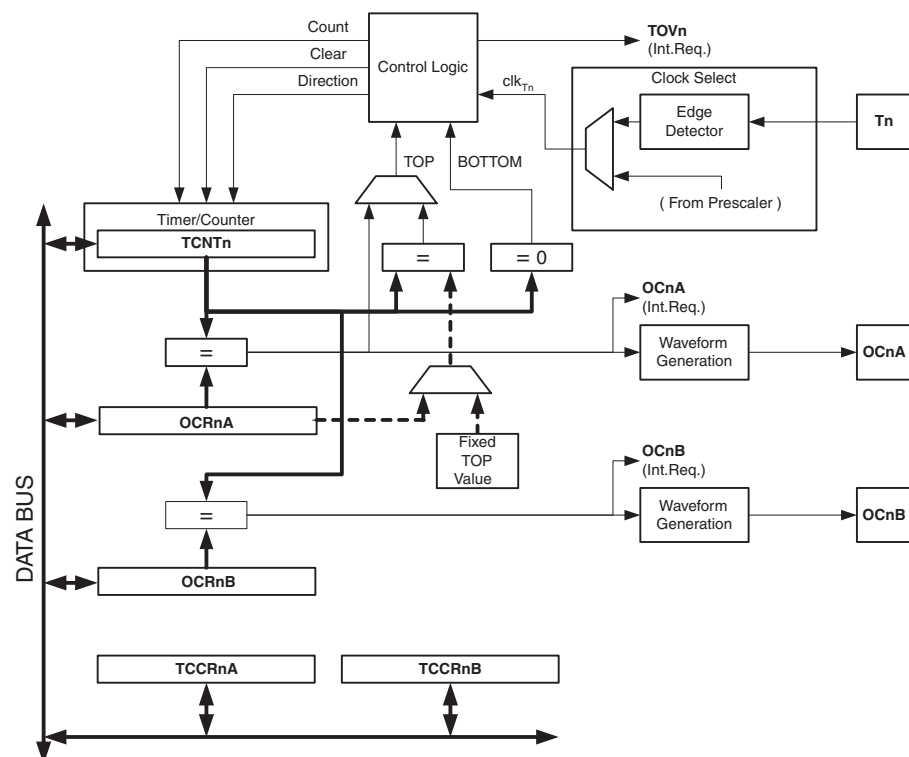 Count
Clear
Direction
Control Logic
TOVn
(Int.Req.)
clkTn
Clock Select
Edge
Detector
Tn
( From Prescaler )
TOP
BOTTOM
Timer/Counter
TCNTn
=
= 0
OCnA
(Int.Req.)
=
Waveform
Generation
OCnA
OCRnA
Fixed
TOP
Value
OCnB
(Int.Req.)
=
Waveform
Generation
OCnB
OCRnB
DATA BUS
TCCRnA
TCCRnB